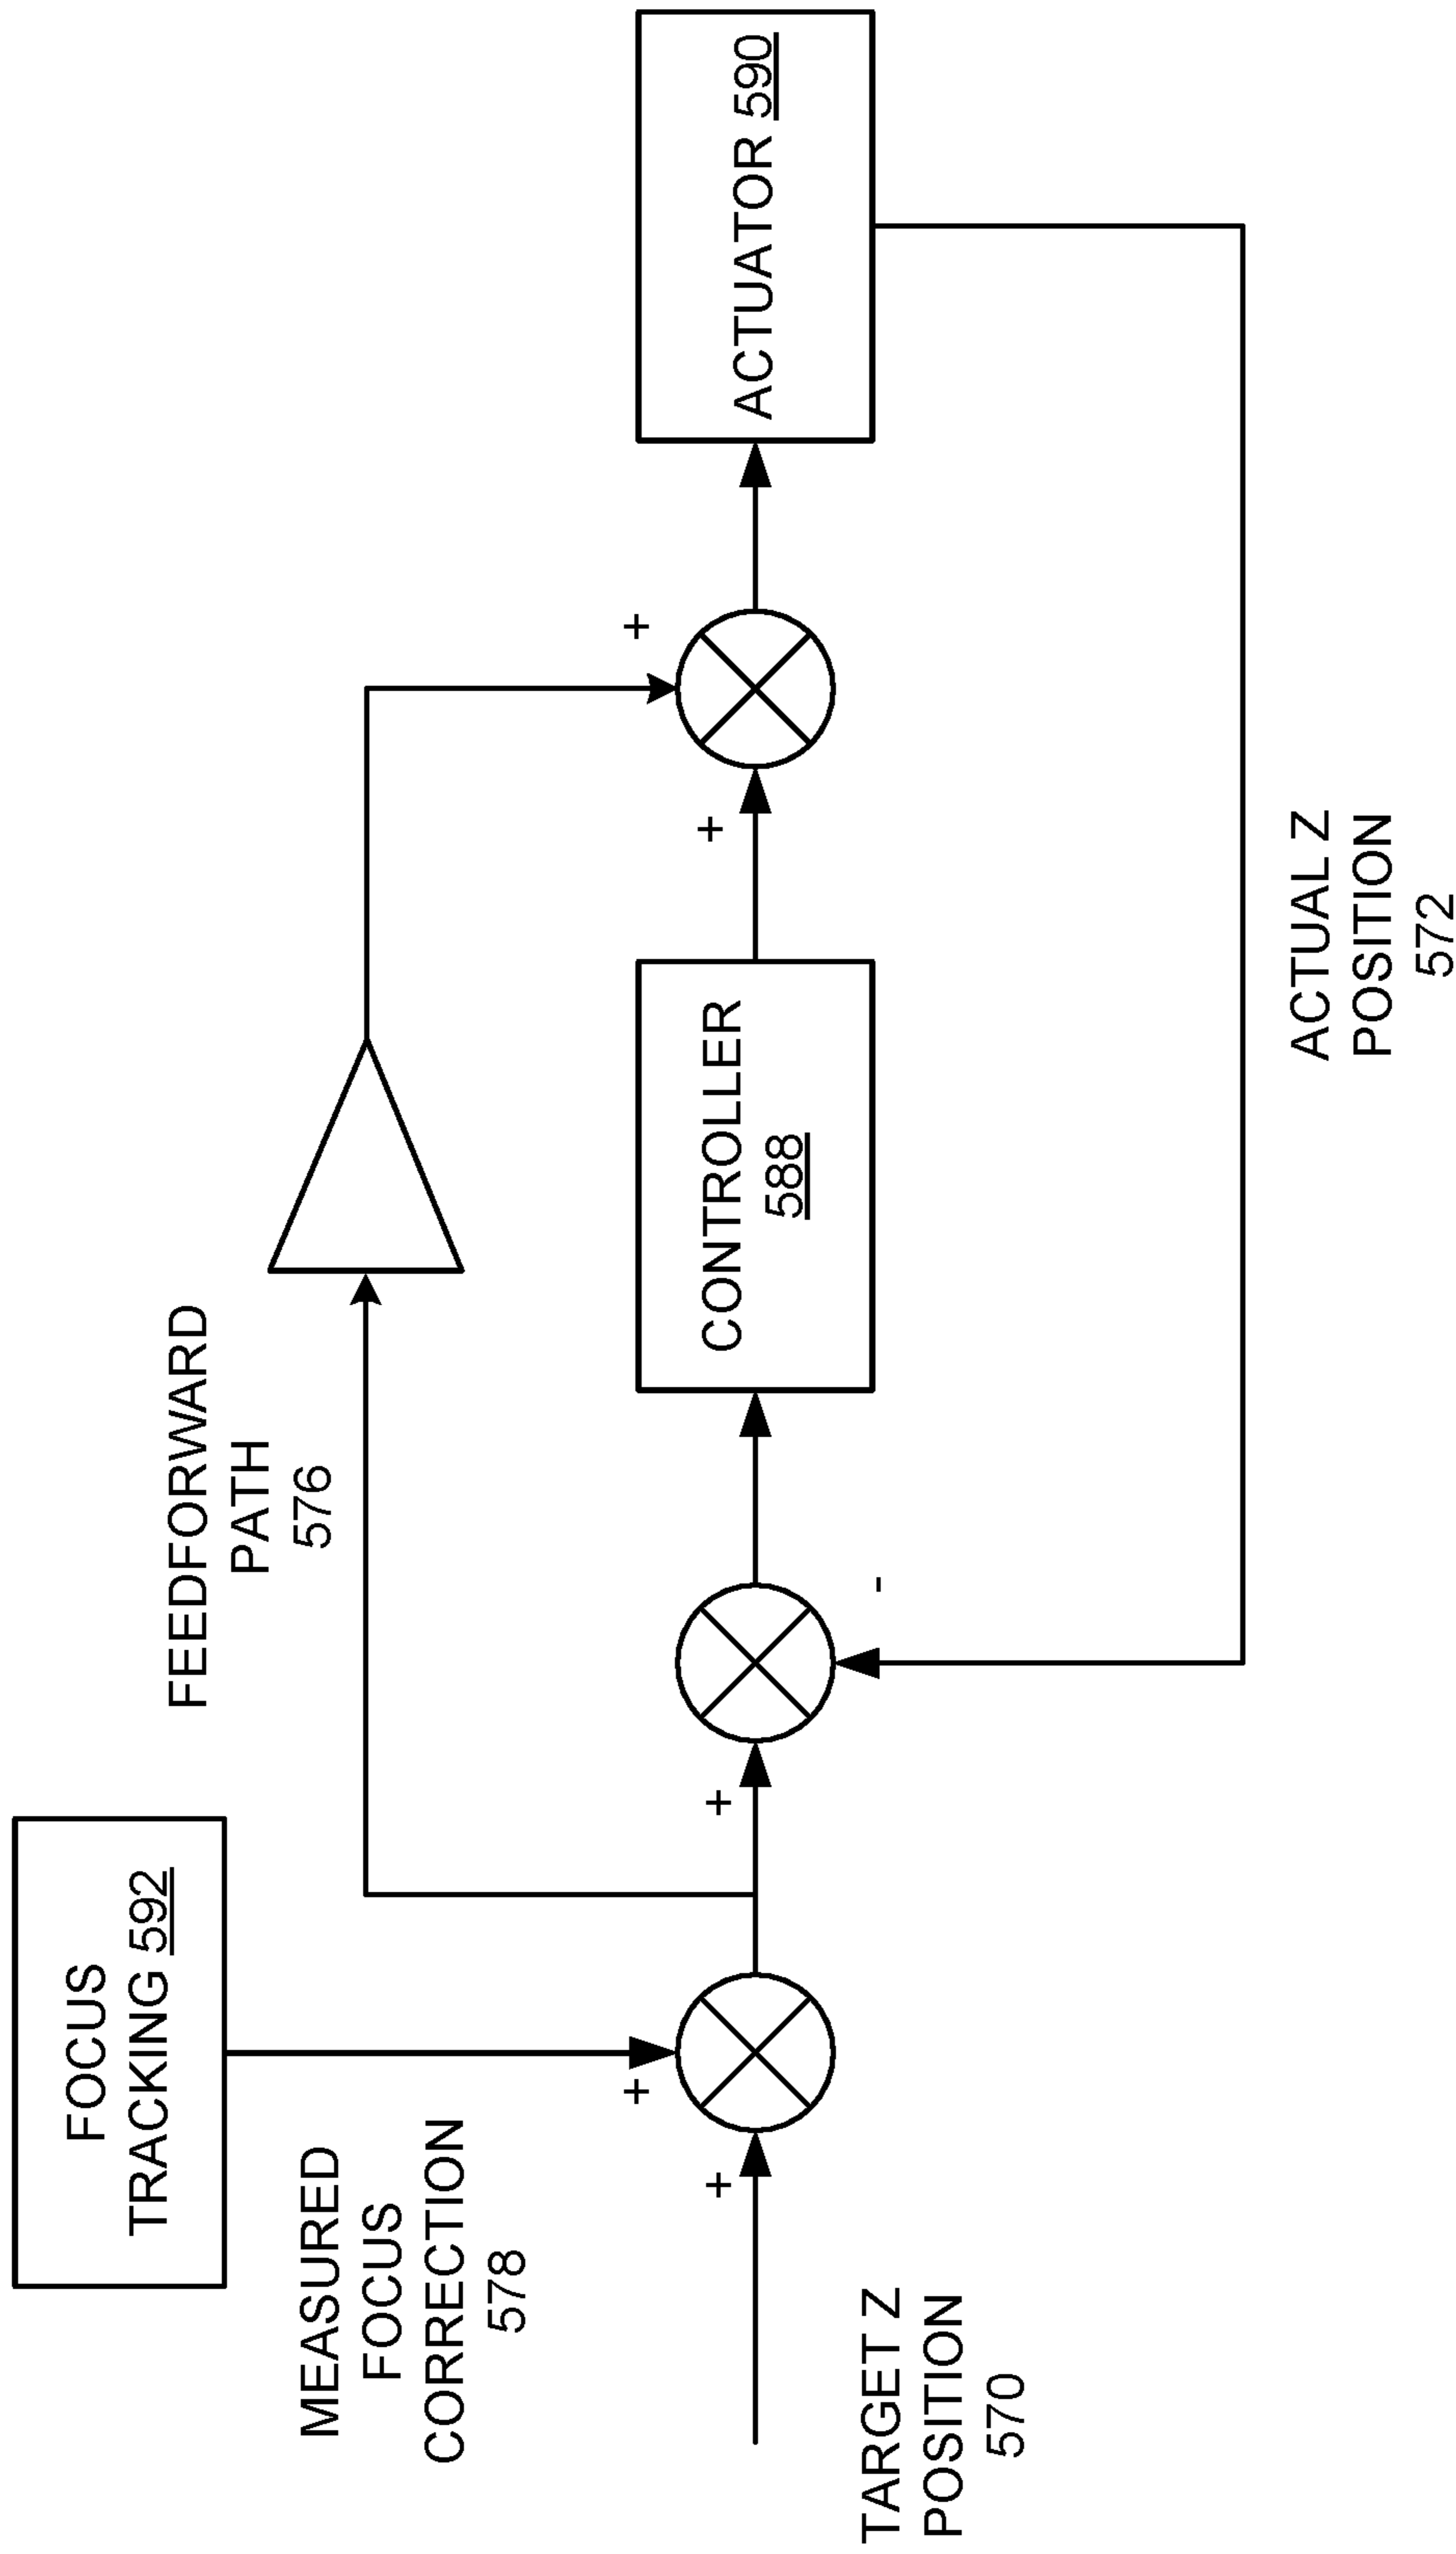 FOCUS
TRACKING 592
MEASURED
FOCUS
CORRECTION
578
FEEDFORWARD
PATH
576
TARGET Z
POSITION
570
+
+
+
-
CONTROLLER
588
+
+
ACTUATOR 590
ACTUAL Z
POSITION
572